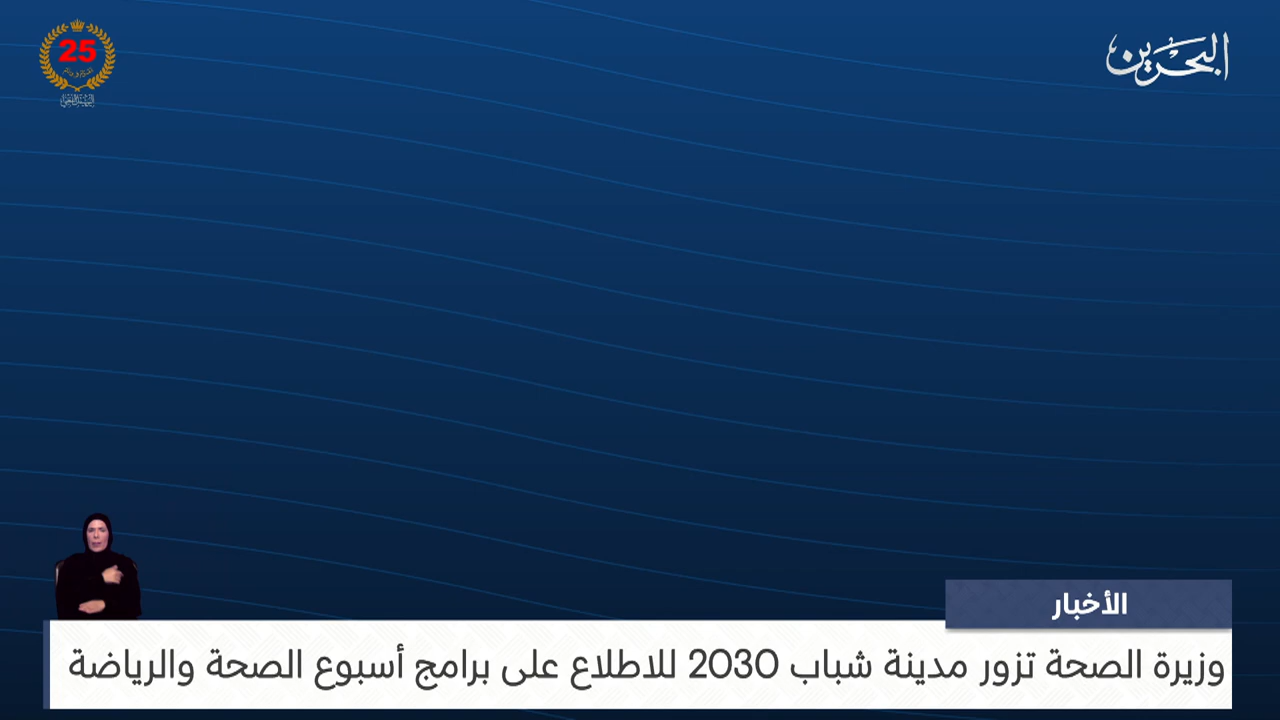 البحرين
25
الأخبار
وزيرة الصحة تزور مدينة شباب 2030 للاطلاع على برامج أسبوع الصحة والرياضة